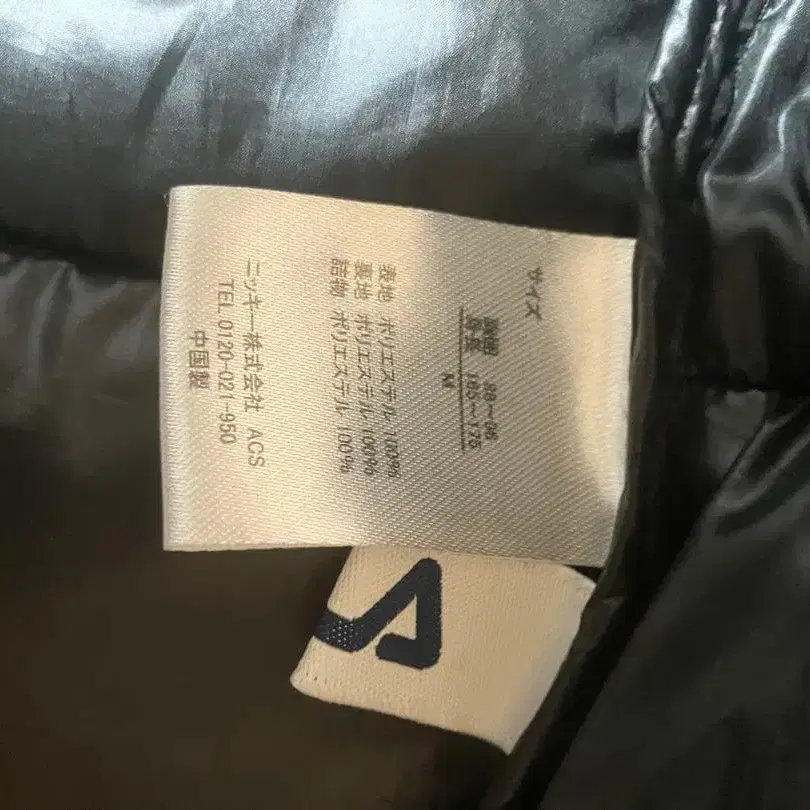 サイズ
胸囲 88~96
身長 165~175
M
表地 ポリエステル 100%
裏地 ポリエステル 100%
詰物 ポリエステル 100%
ニッキー株式会社 ACS
TEL 0120-021-950
中国製